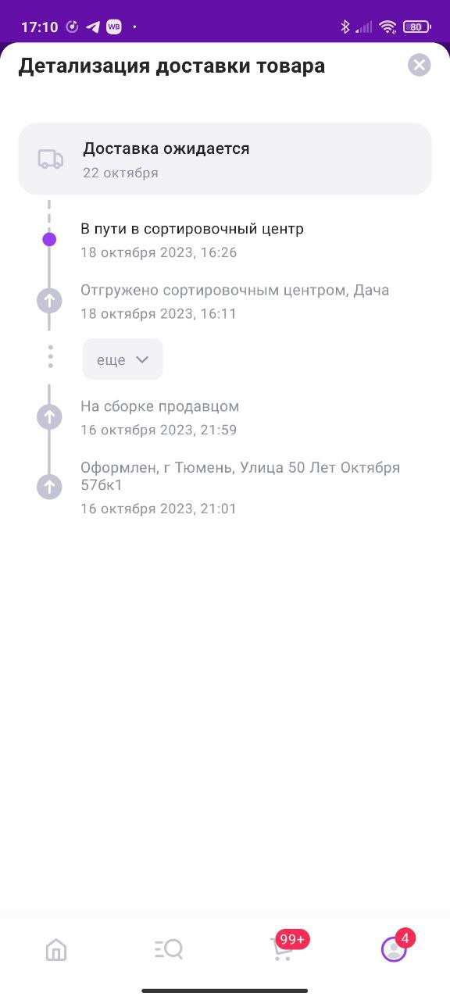 17:10 WB 80
Детализация доставки товара
Доставка ожидается
22 октября
В пути в сортировочный центр
18 октября 2023, 16:26
Отгружено сортировочным центром, Дача
18 октября 2023, 16:11
еще
На сборке продавцом
16 октября 2023, 21:59
Оформлен, г Тюмень, Улица 50 Лет Октября
57бк1
16 октября 2023, 21:01
99+ 4